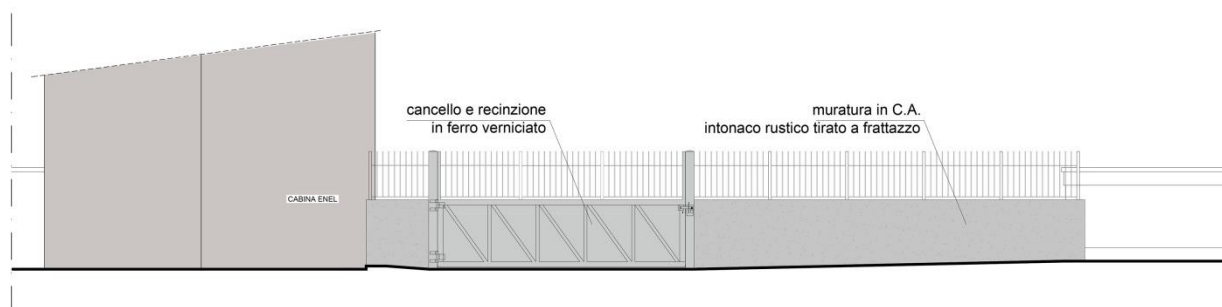 cancello e recinzione
in ferro verniciato
muratura in C.A.
intonaco rustico tirato a frattazzo
CABINA ENEL